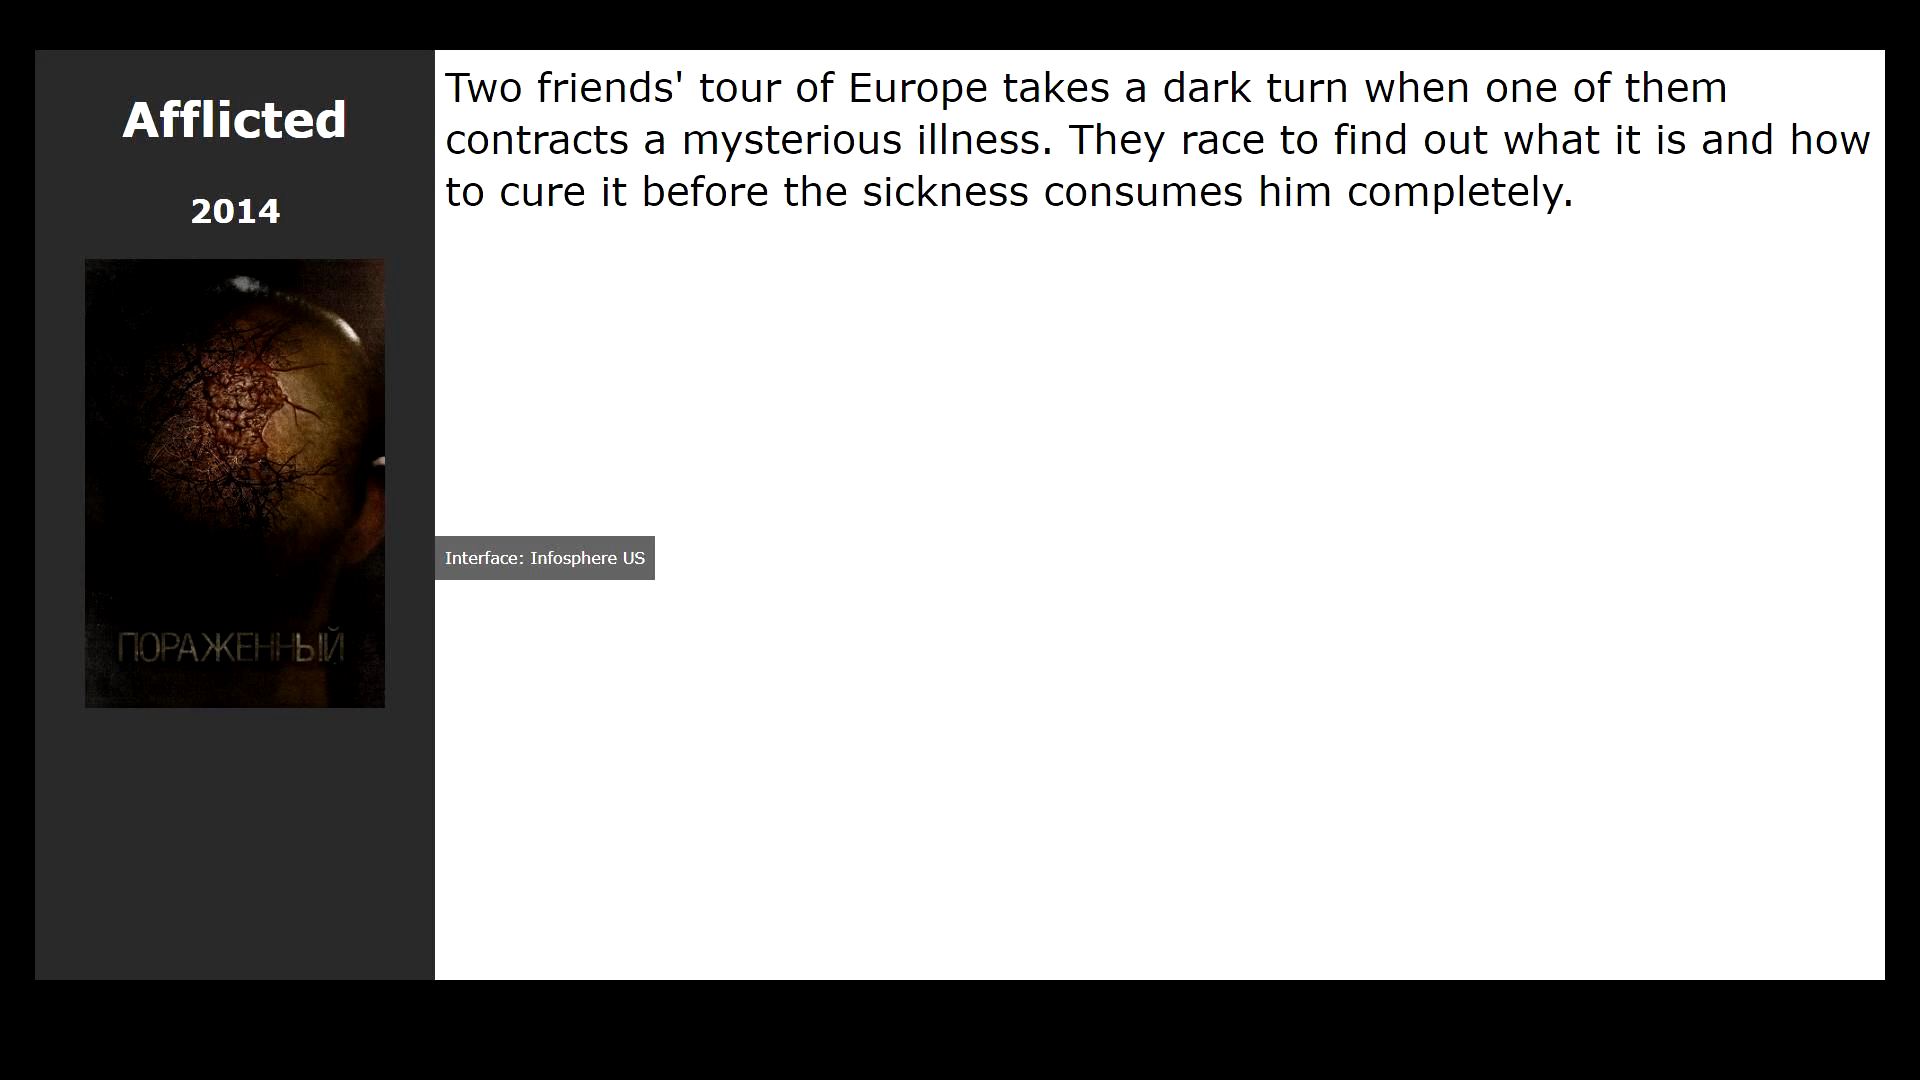 Afflicted
2014
ПОРАЖЕННЫЙ
Two friends' tour of Europe takes a dark turn when one of them
contracts a mysterious illness. They race to find out what it is and how
to cure it before the sickness consumes him completely.
Interface: Infosphere US